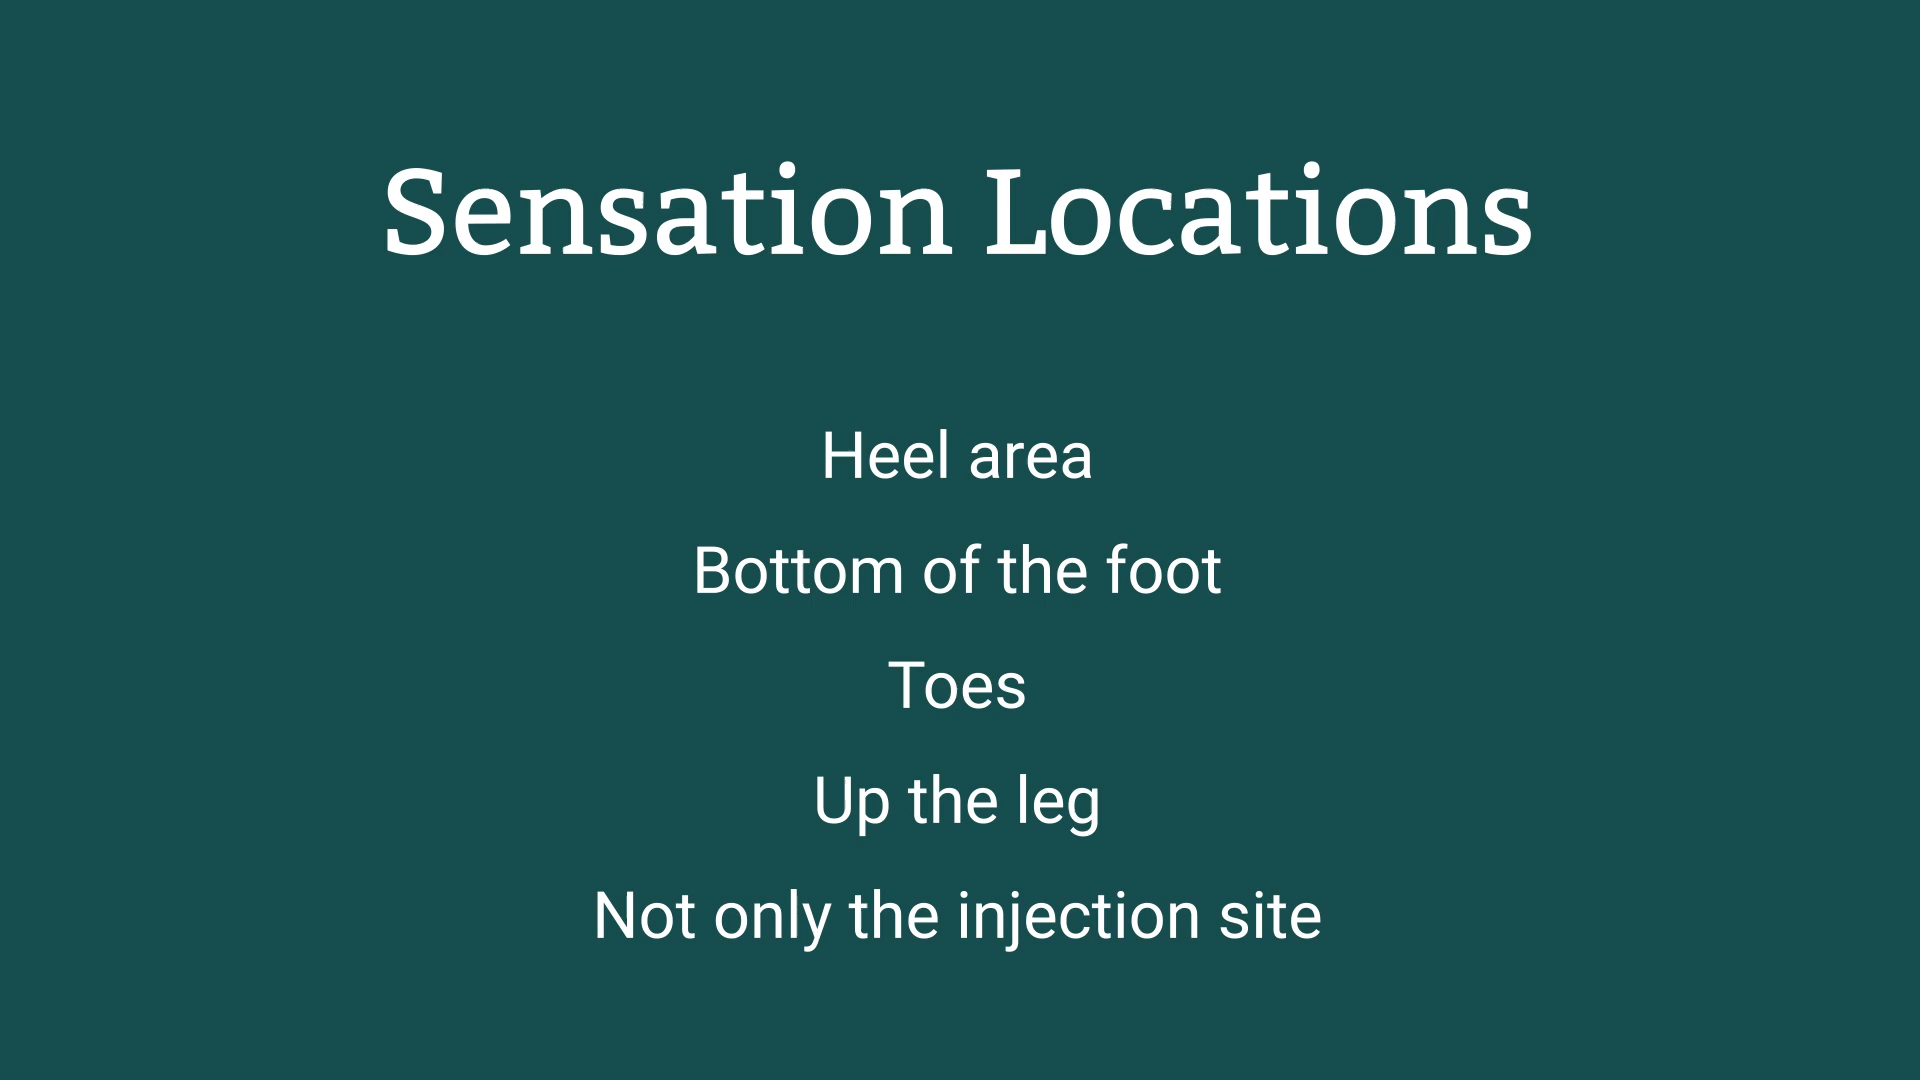 Sensation Locations
Heel area
Bottom of the foot
Toes
Up the leg
Not only the injection site